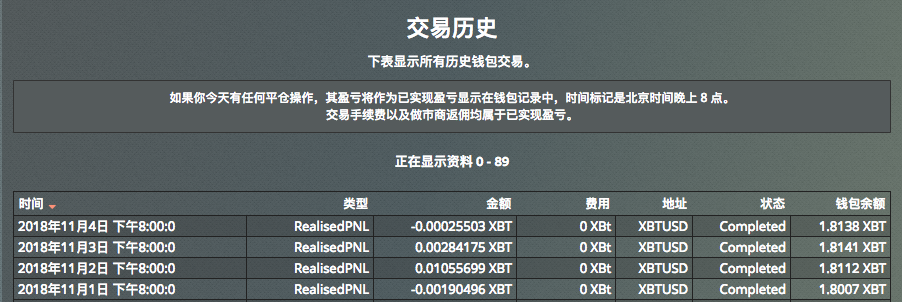 交易历史
下表显示所有历史钱包交易。
如果你今天有任何平仓操作，其盈亏将作为已实现盈亏显示在钱包记录中，时间标记是北京时间晚上 8 点。
交易手续费以及做市商返佣均属于已实现盈亏。
正在显示资料 0 - 89
时间 类型 金额 费用 地址 状态 钱包余额
2018年11月4日 下午8:00:0 RealisedPNL -0.00025503 XBT 0 XBt XBTUSD Completed 1.8138 XBT
2018年11月3日 下午8:00:0 RealisedPNL 0.00284175 XBT 0 XBt XBTUSD Completed 1.8141 XBT
2018年11月2日 下午8:00:0 RealisedPNL 0.01055699 XBT 0 XBt XBTUSD Completed 1.8112 XBT
2018年11月1日 下午8:00:0 RealisedPNL -0.00190496 XBT 0 XBt XBTUSD Completed 1.8007 XBT